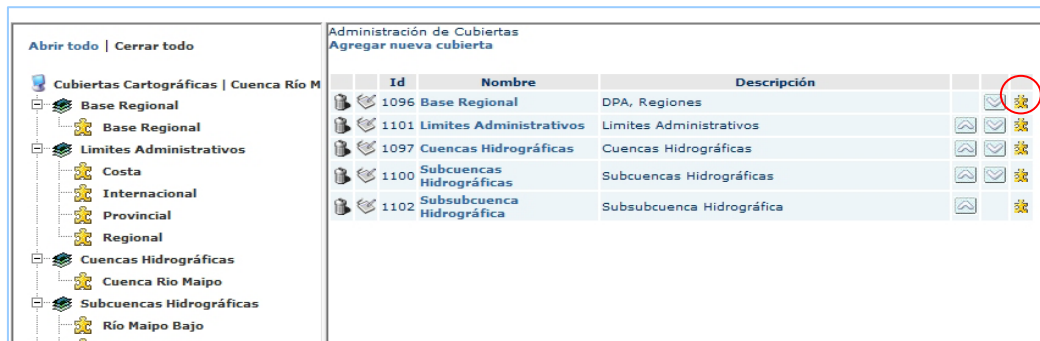 Abrir todo | Cerrar todo
Cubiertas Cartográficas | Cuenca Río M
Base Regional
Base Regional
Limites Administrativos
Costa
Internacional
Provincial
Regional
Cuencas Hidrográficas
Cuenca Rio Maipo
Subcuencas Hidrográficas
Río Maipo Bajo
Administración de Cubiertas
Agregar nueva cubierta
Id Nombre Descripción
1096 Base Regional DPA, Regiones
1101 Limites Administrativos Limites Administrativos
1097 Cuencas Hidrográficas Cuencas Hidrográficas
1100 Subcuencas Hidrográficas Subcuencas Hidrográficas
1102 Subsubcuenca Hidrográfica Subsubcuenca Hidrográfica